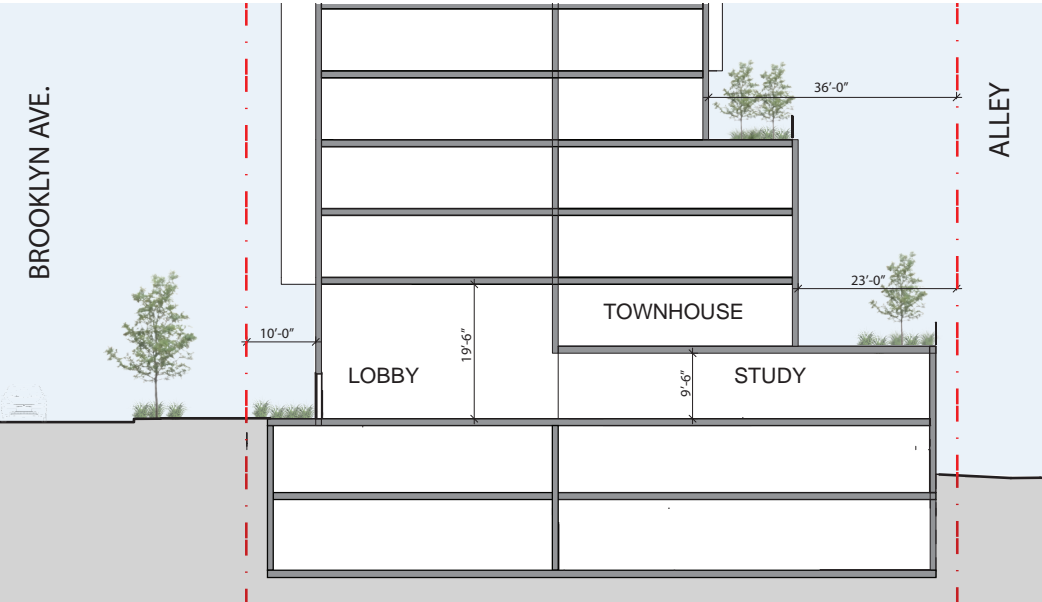 BROOKLYN AVE.
36'-0"
ALLEY
23'-0"
TOWNHOUSE
10'-0"
19'-6"
LOBBY
9'-6"
STUDY